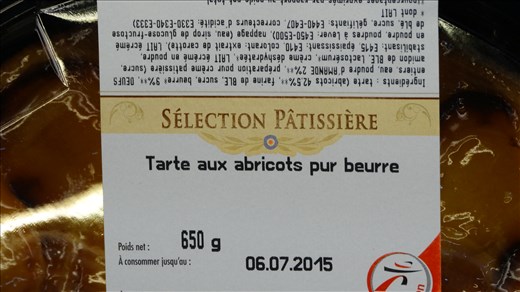 Ingrédients : tarte (abricots 42,5%, farine de BLÉ, sucre, beurre* 9%, OEUFS
entiers, eau, poudre d'AMANDE 2%**, préparation pour crème pâtissière (sucre,
amidon de BLÉ, LACTOSÉrum*, crème déshydratée*, LAIT écrémé en poudre,
stabilisant: E415, épaississant: E410, colorant: extrait de carotte), LAIT écrémé
en poudre, poudres à lever: E450-E500), nappage (eau, sirop de glucose-fructose
de BLÉ, sucre, gélifiants: E440-E407, correcteurs d'acidité: E330-E340-E333)
* dont LAIT
SÉLECTION PÂTISSIÈRE
Tarte aux abricots pur beurre
Poids net : 650 g
À consommer jusqu'au : 06.07.2015